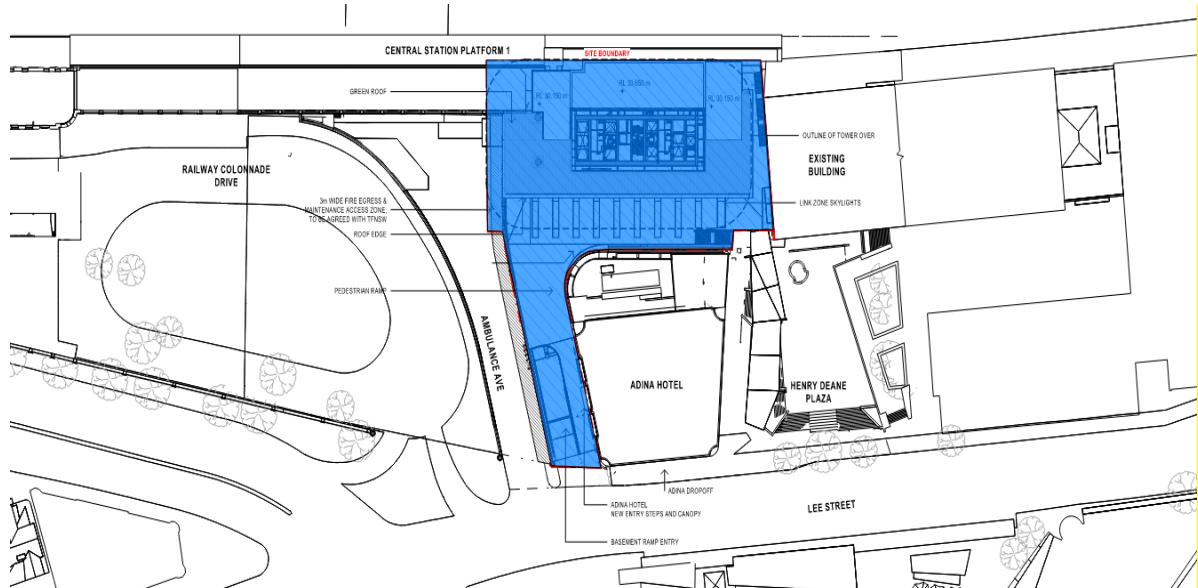 CENTRAL STATION PLATFORM 1
SITE BOUNDARY
GREEN ROOF
RL 30.150 m
RL 33.650 m
RL 30.150 m
OUTLINE OF TOWER OVER
RAILWAY COLONNADE
DRIVE
EXISTING
BUILDING
3m WIDE FIRE EGRESS &
MAINTENANCE ACCESS ZONE;
TO BE AGREED WITH TFNSW
LINK ZONE SKYLIGHTS
ROOF EDGE
PEDESTRIAN RAMP
AMBULANCE AVE
ADINA HOTEL
HENRY DEANE
PLAZA
ADINA DROPOFF
ADINA HOTEL
NEW ENTRY STEPS AND CANOPY
LEE STREET
BASEMENT RAMP ENTRY